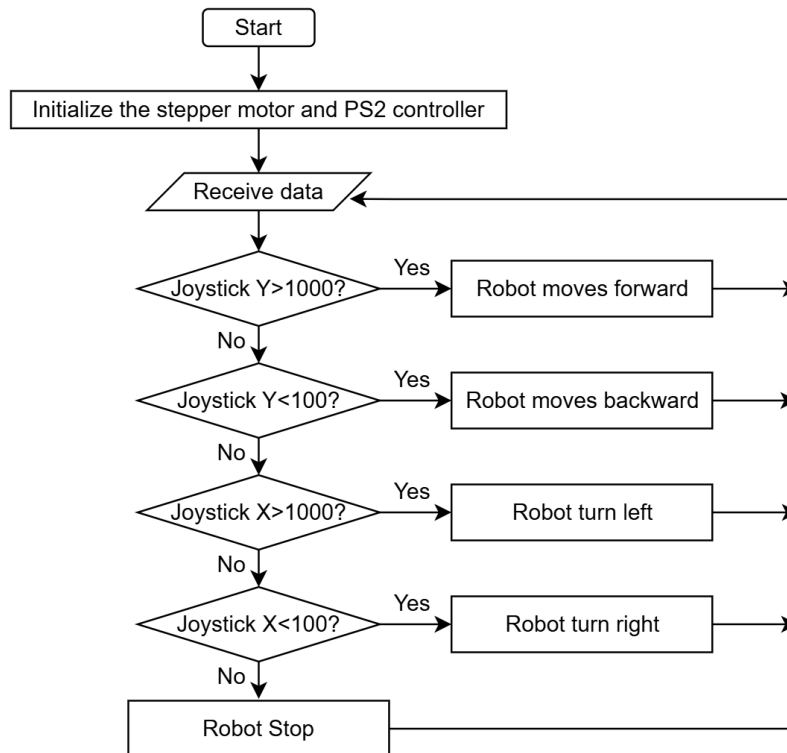 Start
Initialize the stepper motor and PS2 controller
Receive data
Joystick Y>1000?
Yes
Robot moves forward
No
Joystick Y<100?
Yes
Robot moves backward
No
Joystick X>1000?
Yes
Robot turn left
No
Joystick X<100?
Yes
Robot turn right
No
Robot Stop